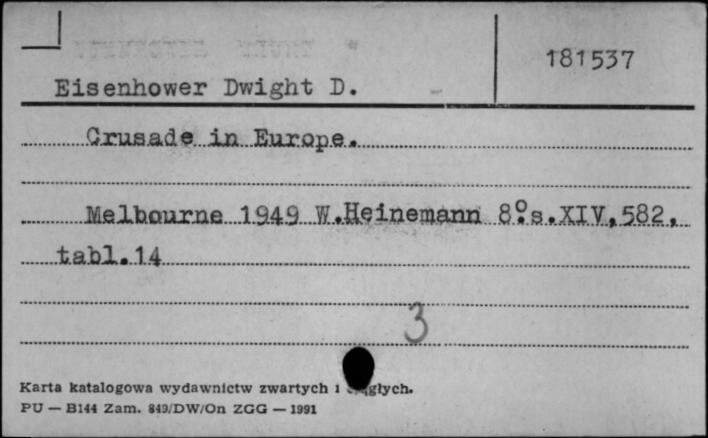 181537
Eisenhower Dwight D.
Crusade in Europe.
Melbourne 1949 W.Heinemann 8°.s.XIV,582,
tabl.14
3
Karta katalogowa wydawnictw zwartych i
PU — B144 Zam. 849/DW/On ZGG — 1991